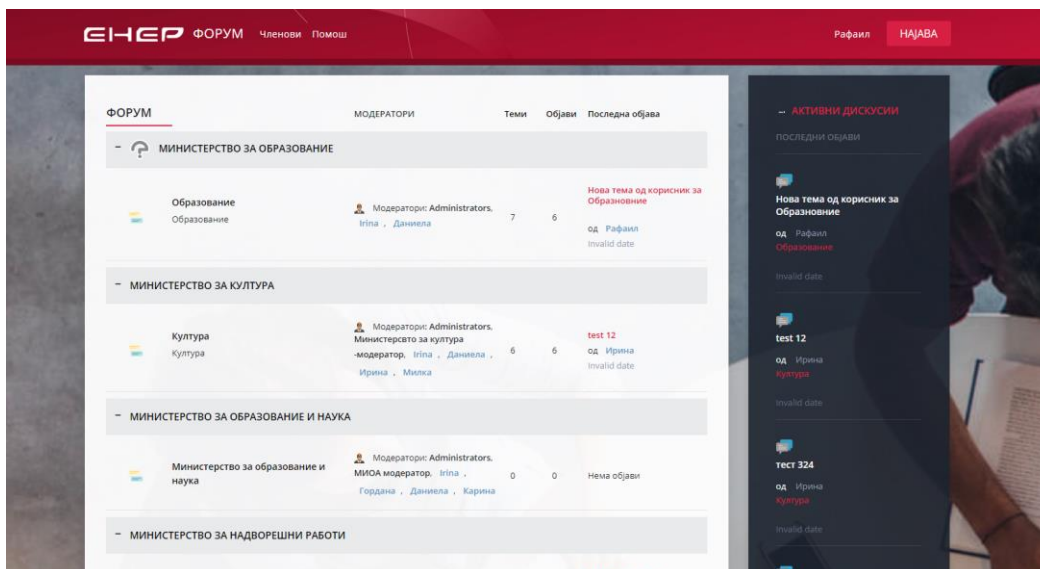 ЕНЕР ФОРУМ Членови Помош Рафаил НАЈАВА
ФОРУМ МОДЕРАТОРИ Теми Објави Последна објава
− МИНИСТЕРСТВО ЗА ОБРАЗОВАНИЕ
Образование
Образование
Модератори: Administrators,
Irina , Даниела
7 6
Нова тема од корисник за
Образновние
од Рафаил
Invalid date
− МИНИСТЕРСТВО ЗА КУЛТУРА
Култура
Култура
Модератори: Administrators,
Министерсвто за култура
-модератор, Irina , Даниела ,
Ирина , Милка
6 6
test 12
од Ирина
Invalid date
− МИНИСТЕРСТВО ЗА ОБРАЗОВАНИЕ И НАУКА
Министерство за образование и
наука
Модератори: Administrators,
МИОА модератор, Irina ,
Гордана , Даниела , Карина
0 0 Нема објави
− МИНИСТЕРСТВО ЗА НАДВОРЕШНИ РАБОТИ
АКТИВНИ ДИСКУСИИ
ПОСЛЕДНИ ОБЈАВИ
Нова тема од корисник за
Образновние
од Рафаил
Образование
Invalid date
test 12
од Ирина
Култура
Invalid date
тест 324
од Ирина
Култура
Invalid date